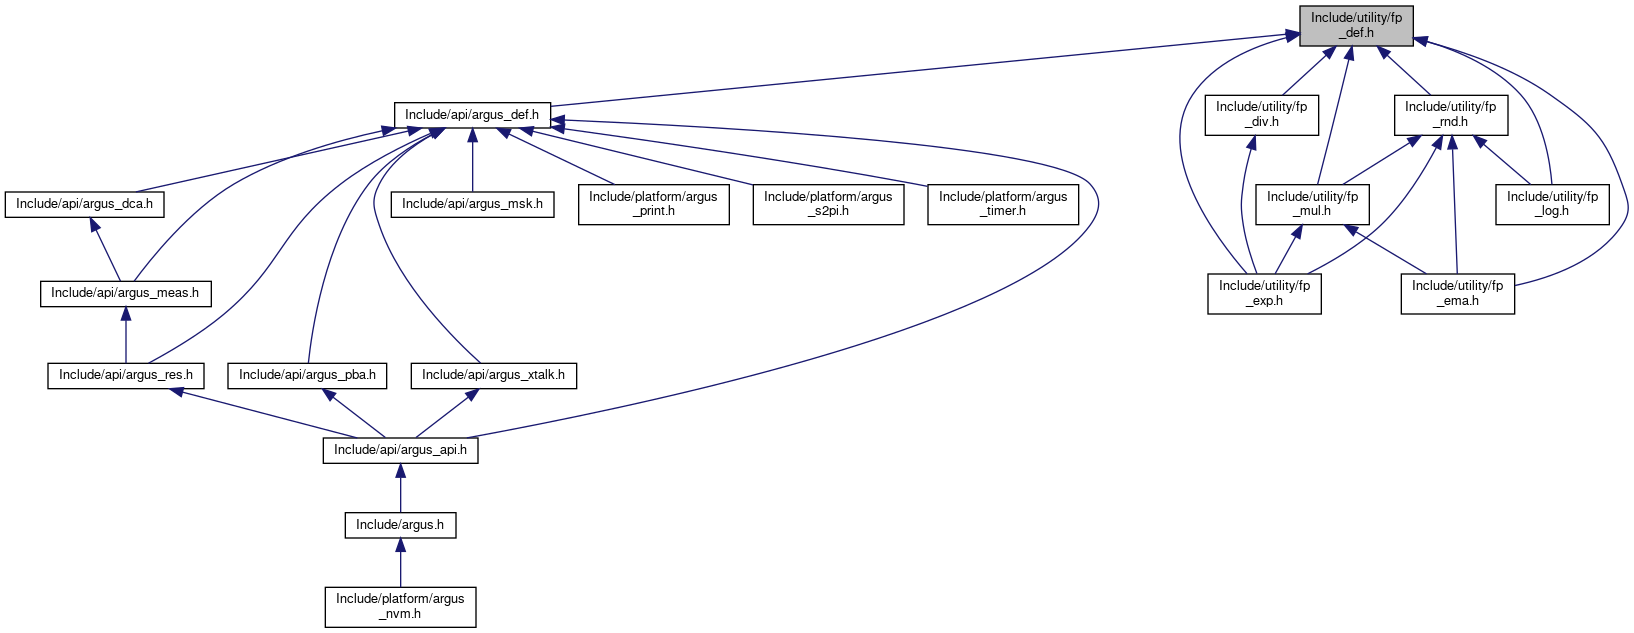 Include/utility/fp
_def.h
Include/api/argus_def.h
Include/utility/fp
_div.h
Include/utility/fp
_rnd.h
Include/api/argus_dca.h
Include/api/argus_msk.h
Include/platform/argus
_print.h
Include/platform/argus
_s2pi.h
Include/platform/argus
_timer.h
Include/utility/fp
_mul.h
Include/utility/fp
_log.h
Include/api/argus_meas.h
Include/utility/fp
_exp.h
Include/utility/fp
_ema.h
Include/api/argus_res.h
Include/api/argus_pba.h
Include/api/argus_xtalk.h
Include/api/argus_api.h
Include/argus.h
Include/platform/argus
_nvm.h